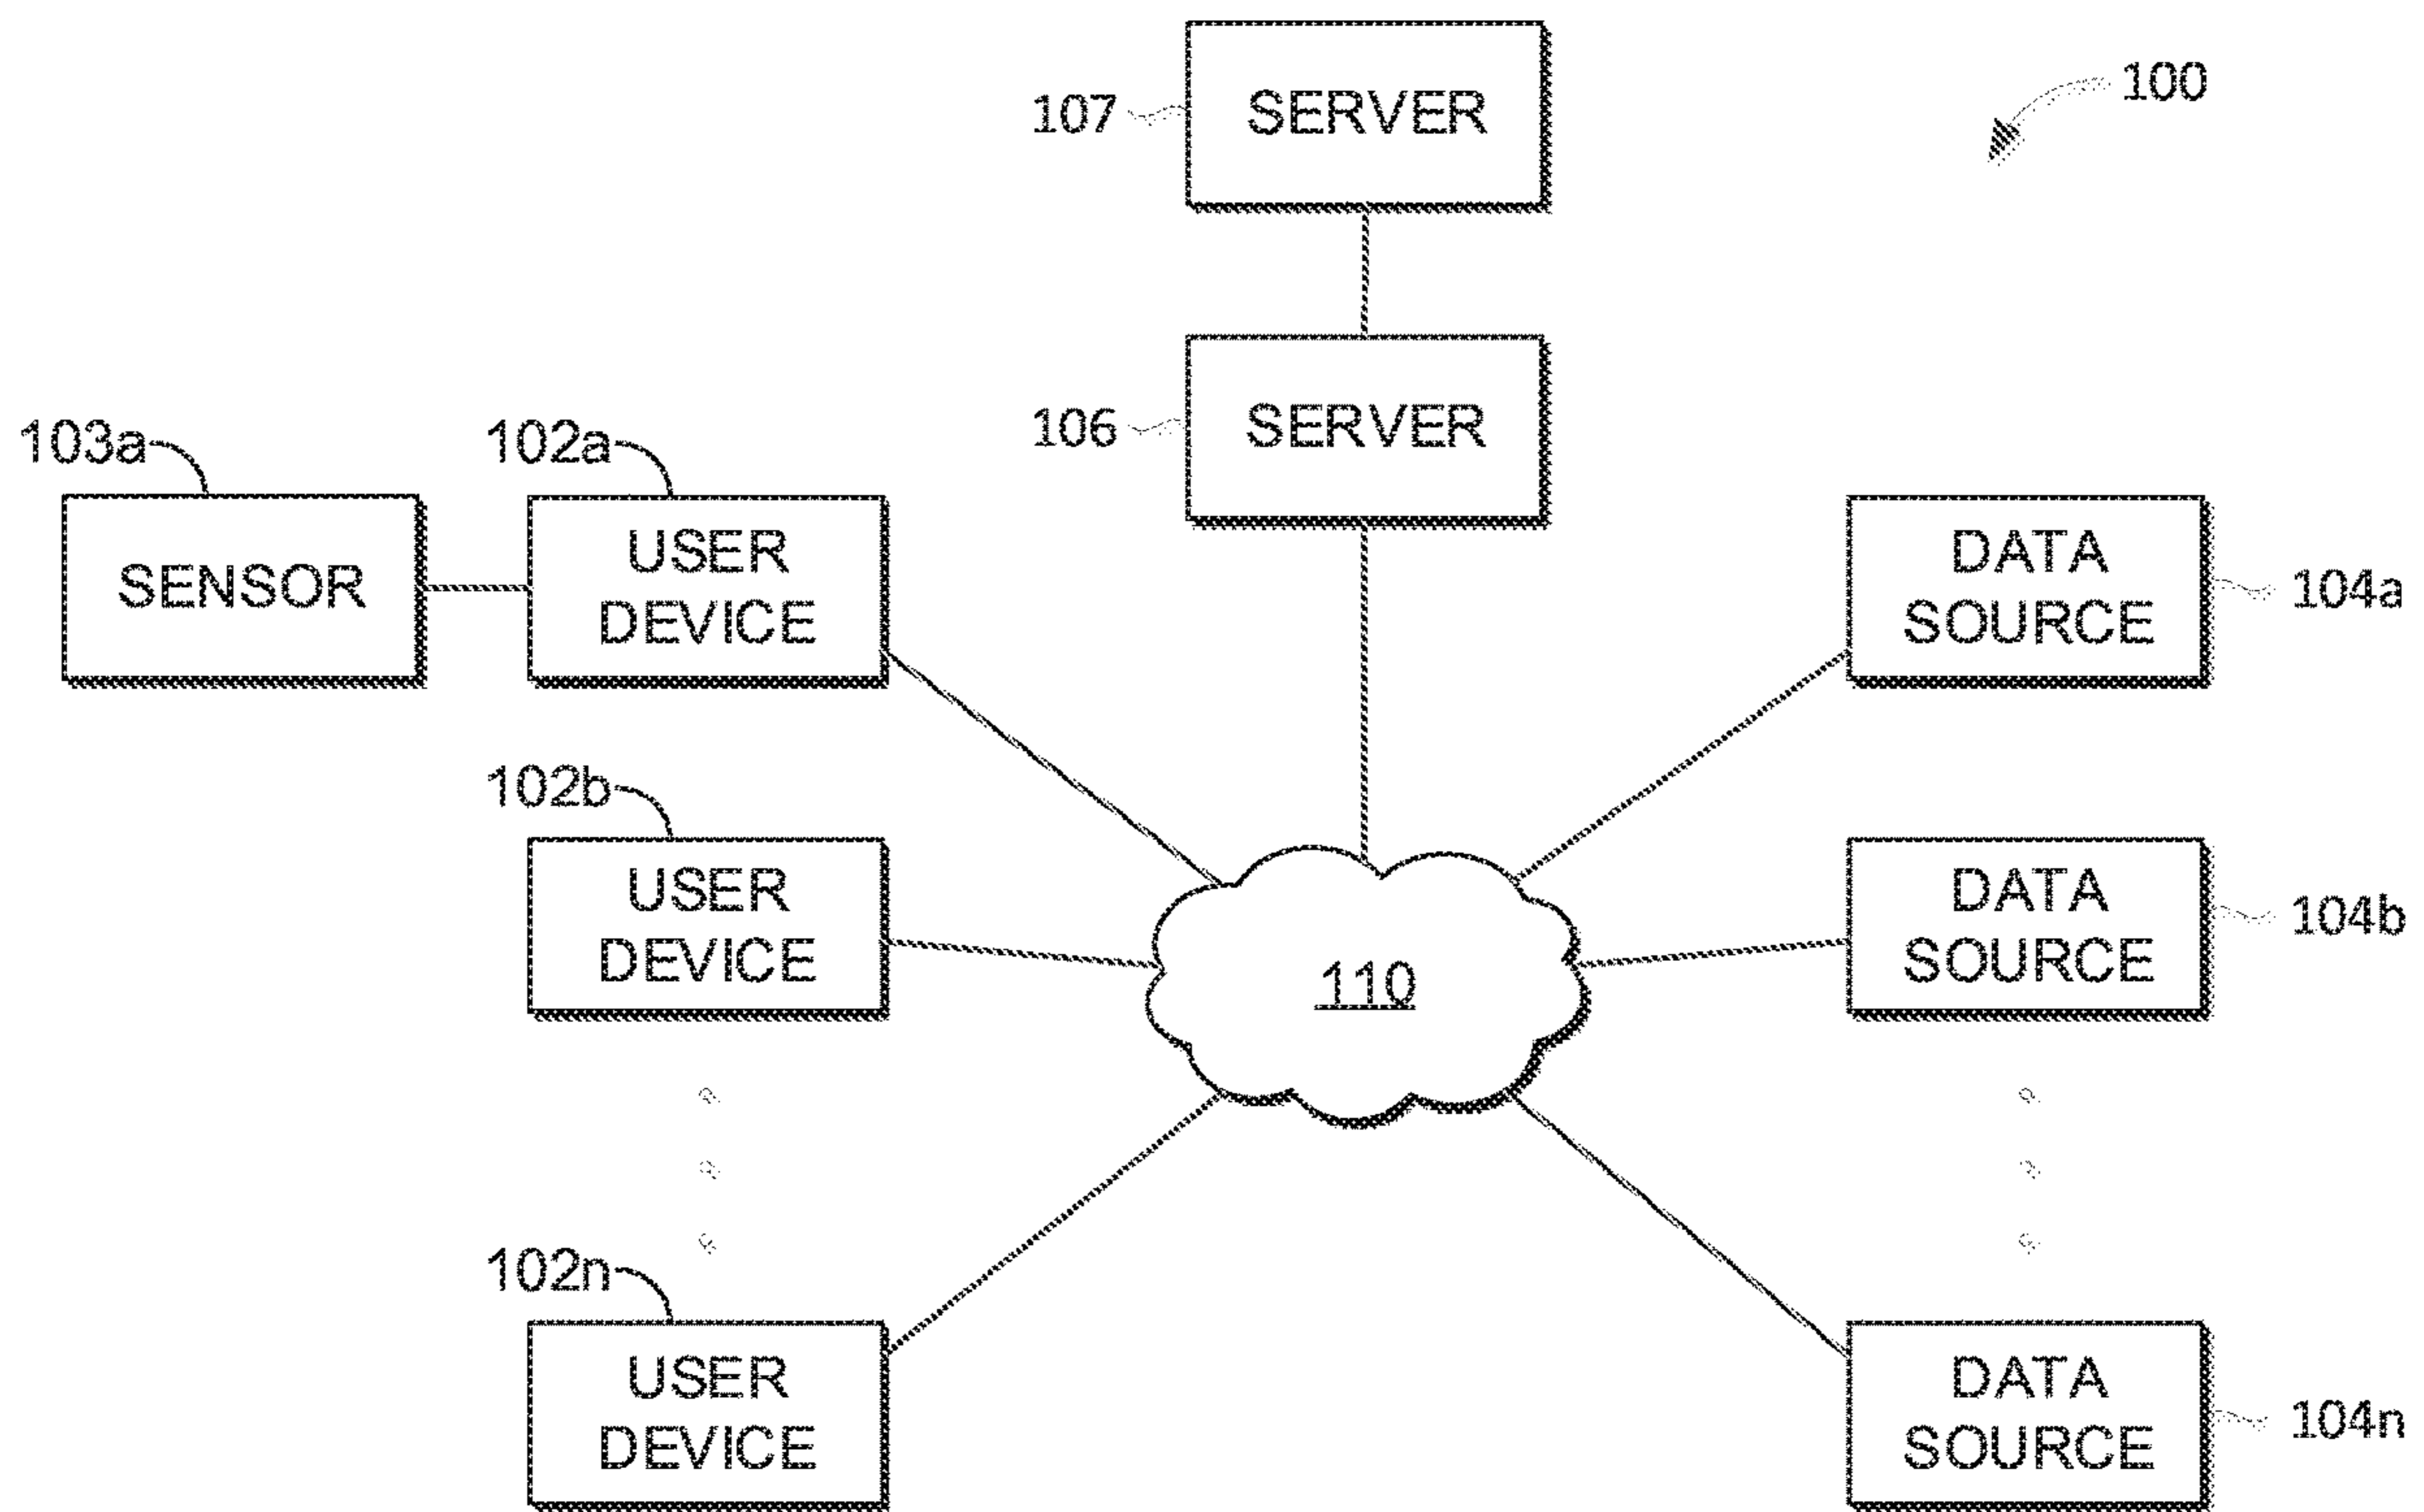 107
SERVER
100
106
SERVER
103a
SENSOR
102a
USER
DEVICE
DATA
SOURCE
104a
102b
USER
DEVICE
110
DATA
SOURCE
104b
102n
USER
DEVICE
DATA
SOURCE
104n